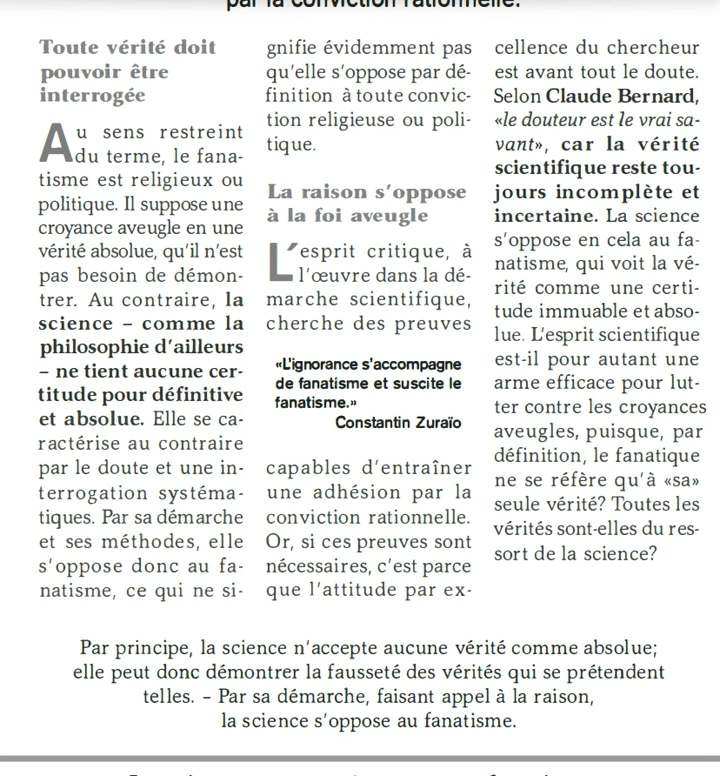 par la conviction rationnelle.
Toute vérité doit
pouvoir être
interrogée
Au sens restreint
du terme, le fana-
tisme est religieux ou
politique. Il suppose une
croyance aveugle en une
vérité absolue, qu'il n'est
pas besoin de démon-
trer. Au contraire, la
science – comme la
philosophie d'ailleurs
– ne tient aucune cer-
titude pour définitive
et absolue. Elle se ca-
ractérise au contraire
par le doute et une in-
terrogation systéma-
tiques. Par sa démarche
et ses méthodes, elle
s'oppose donc au fa-
natisme, ce qui ne si-
gnifie évidemment pas
qu'elle s'oppose par dé-
finition à toute convic-
tion religieuse ou poli-
tique.
La raison s'oppose
à la foi aveugle
L'esprit critique, à
l'œuvre dans la dé-
marche scientifique,
cherche des preuves
«L'ignorance s'accompagne
de fanatisme et suscite le
fanatisme.»
Constantin Zuraïo
capables d'entraîner
une adhésion par la
conviction rationnelle.
Or, si ces preuves sont
nécessaires, c'est parce
que l'attitude par ex-
cellence du chercheur
est avant tout le doute.
Selon Claude Bernard,
«le douteur est le vrai sa-
vant», car la vérité
scientifique reste tou-
jours incomplète et
incertaine. La science
s'oppose en cela au fa-
natisme, qui voit la vé-
rité comme une certi-
tude immuable et abso-
lue. L'esprit scientifique
est-il pour autant une
arme efficace pour lut-
ter contre les croyances
aveugles, puisque, par
définition, le fanatique
ne se réfère qu'à «sa»
seule vérité? Toutes les
vérités sont-elles du res-
sort de la science?
Par principe, la science n'accepte aucune vérité comme absolue;
elle peut donc démontrer la fausseté des vérités qui se prétendent
telles. – Par sa démarche, faisant appel à la raison,
la science s'oppose au fanatisme.